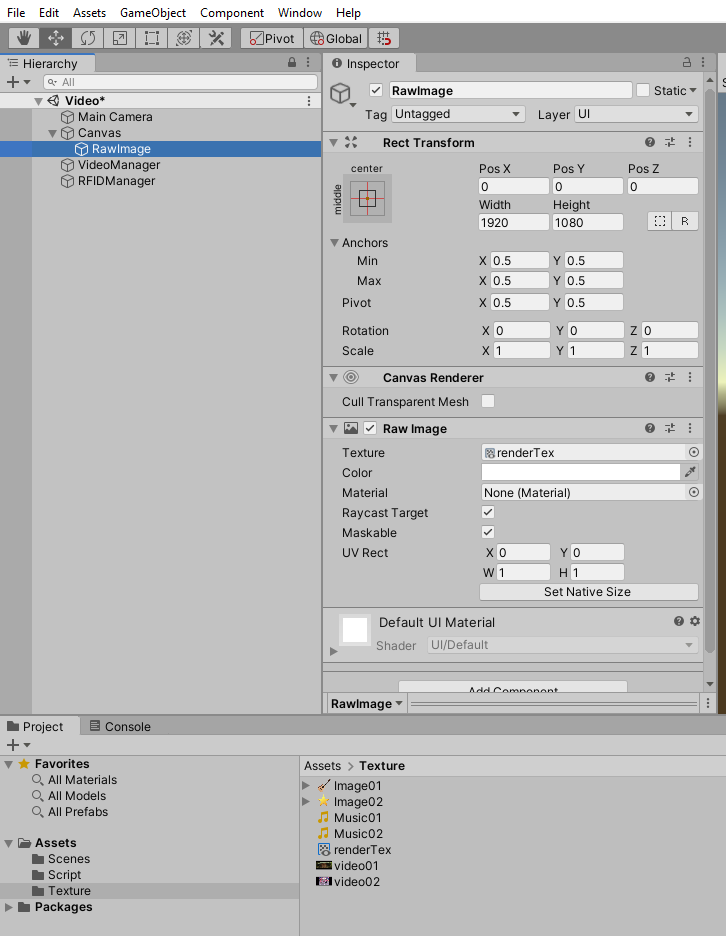 File Edit Assets GameObject Component Window Help
Pivot Global
Hierarchy
All
Video*
Main Camera
Canvas
RawImage
VideoManager
RFIDManager
Inspector
RawImage Static
Tag Untagged Layer UI
Rect Transform
center
middle
Pos X Pos Y Pos Z
0 0 0
Width Height
1920 1080 R
Anchors
Min X 0.5 Y 0.5
Max X 0.5 Y 0.5
Pivot X 0.5 Y 0.5
Rotation X 0 Y 0 Z 0
Scale X 1 Y 1 Z 1
Canvas Renderer
Cull Transparent Mesh
Raw Image
Texture renderTex
Color
Material None (Material)
Raycast Target
Maskable
UV Rect X 0 Y 0
W 1 H 1
Set Native Size
Default UI Material
Shader UI/Default
Add Component
RawImage
Project Console
Favorites
All Materials
All Models
All Prefabs
Assets
Scenes
Script
Texture
Packages
Assets > Texture
Image01
Image02
Music01
Music02
renderTex
video01
video02